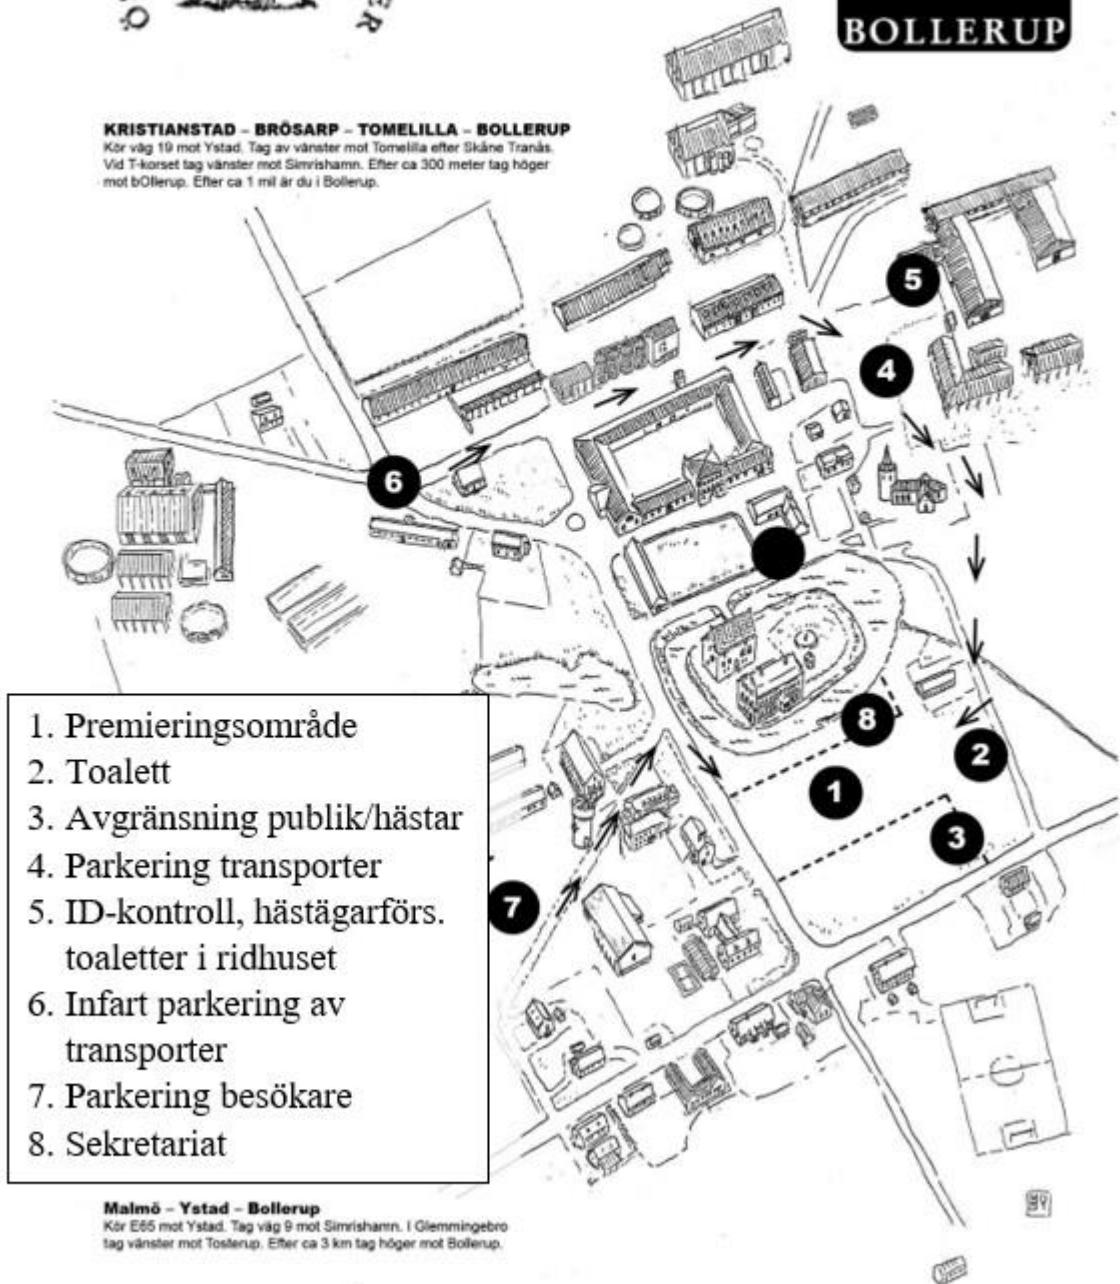 BOLLERUP
KRISTIANSTAD – BRÖSARP – TOMELILLA – BOLLERUP
Kör väg 19 mot Ystad. Tag av vänster mot Tomelilla efter Skåne Tranås.
Vid T-korset tag vänster mot Simrishamn. Efter ca 300 meter tag höger
mot bOllerup. Efter ca 1 mil är du i Bollerup.
5
4
6
8
2
1
3
7
1. Premieringsområde
2. Toalett
3. Avgränsning publik/hästar
4. Parkering transporter
5. ID-kontroll, hästägarförs.
toaletter i ridhuset
6. Infart parkering av
transporter
7. Parkering besökare
8. Sekretariat
Malmö – Ystad – Bollerup
Kör E65 mot Ystad. Tag väg 9 mot Simrishamn. I Glemmingebro
tag vänster mot Tosterup. Efter ca 3 km tag höger mot Bollerup.